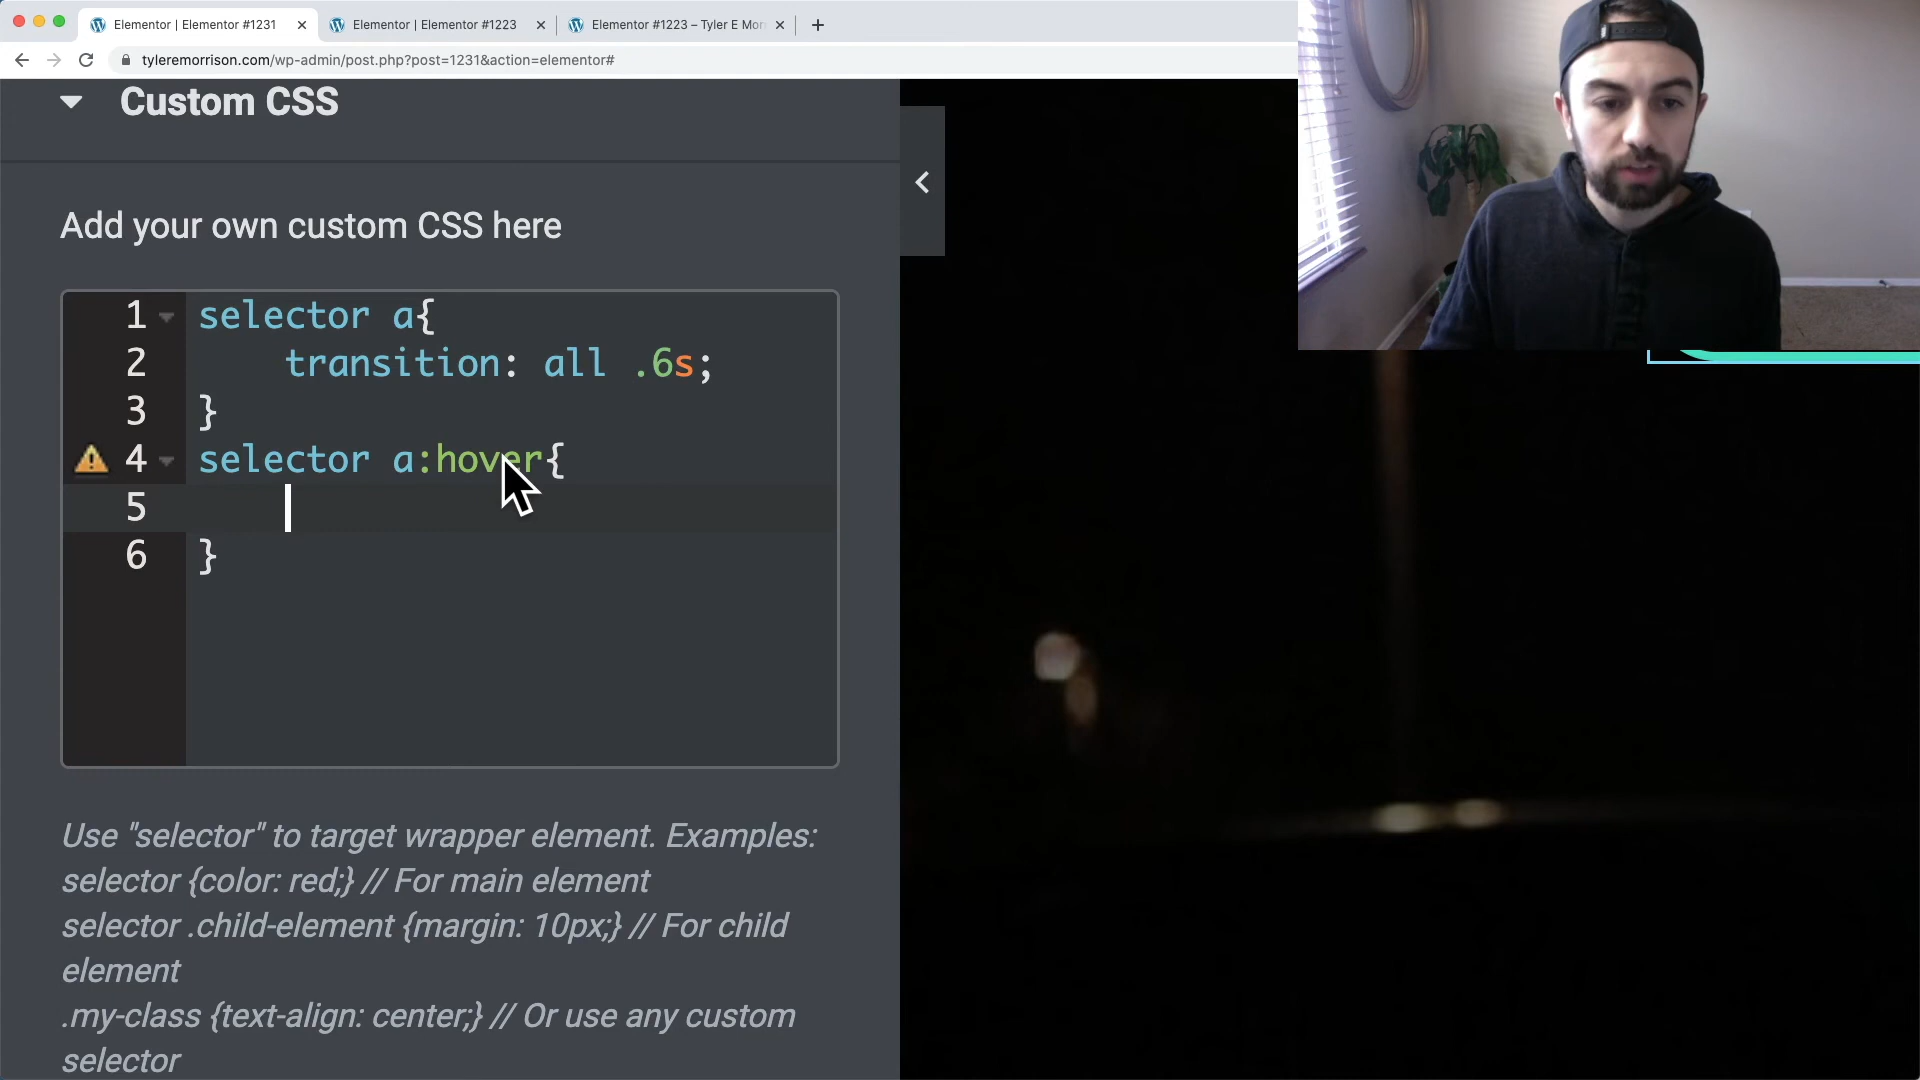 Elementor | Elementor #1231
Elementor | Elementor #1223
Elementor #1223 – Tyler E Mor
tyleremorrison.com/wp-admin/post.php?post=1231&action=elementor#
Custom CSS
Add your own custom CSS here
1 selector a{
2 transition: all .6s;
3 }
4 selector a:hover{
5
6 }
Use "selector" to target wrapper element. Examples:
selector {color: red;} // For main element
selector .child-element {margin: 10px;} // For child
element
.my-class {text-align: center;} // Or use any custom
selector